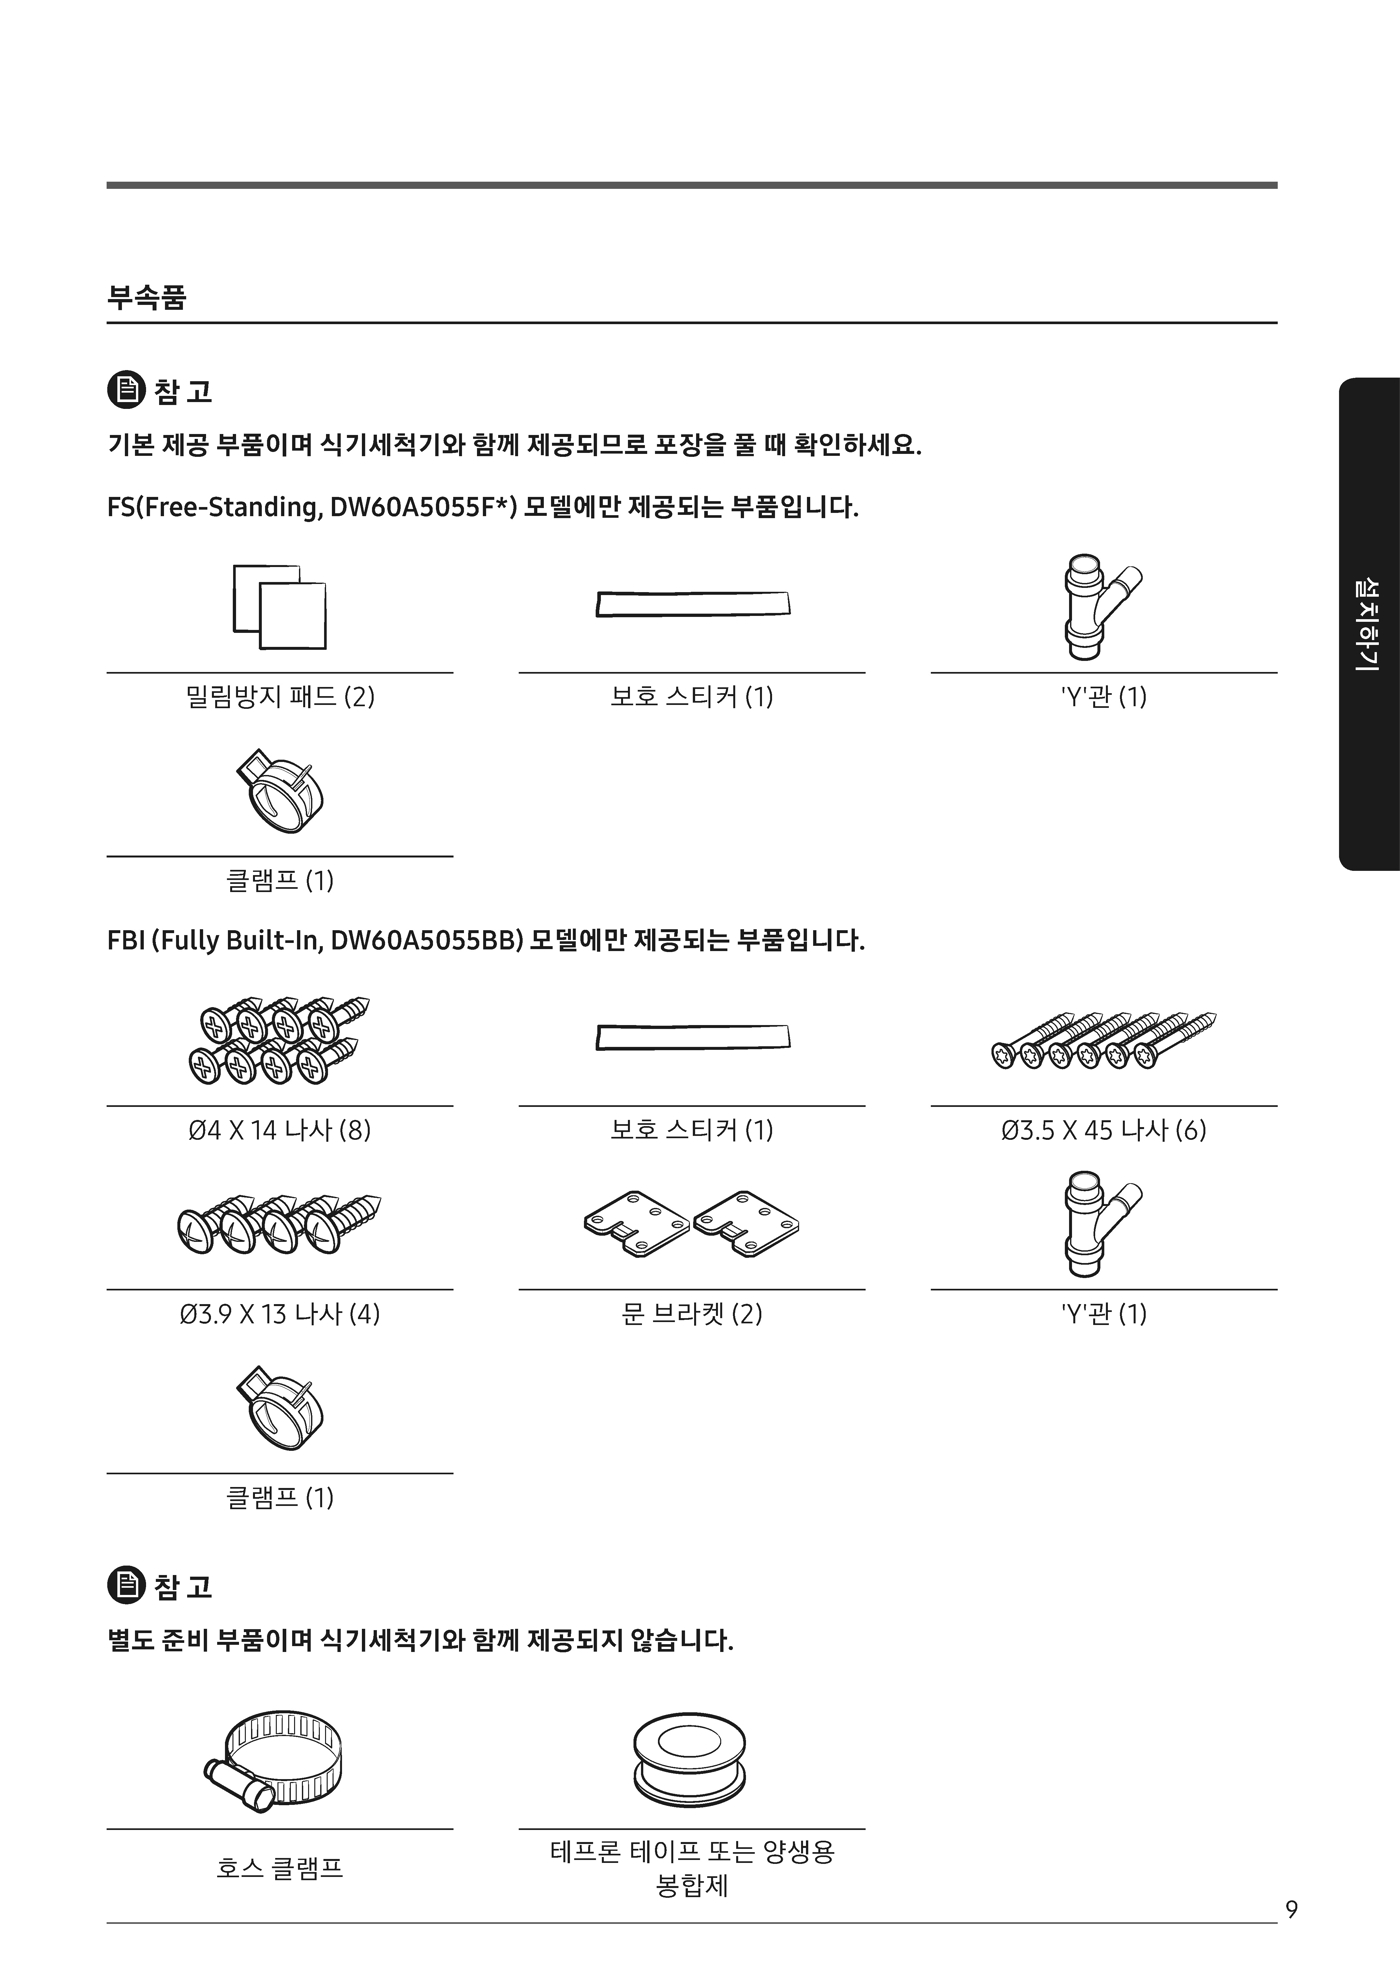 부속품
참 고
기본 제공 부품이며 식기세척기와 함께 제공되므로 포장을 풀 때 확인하세요.
FS(Free-Standing, DW60A5055F*) 모델에만 제공되는 부품입니다.
밀림방지 패드 (2)
보호 스티커 (1)
'Y'관 (1)
클램프 (1)
FBI (Fully Built-In, DW60A5055BB) 모델에만 제공되는 부품입니다.
Ø4 X 14 나사 (8)
보호 스티커 (1)
Ø3.5 X 45 나사 (6)
Ø3.9 X 13 나사 (4)
문 브라켓 (2)
'Y'관 (1)
클램프 (1)
참 고
별도 준비 부품이며 식기세척기와 함께 제공되지 않습니다.
호스 클램프
테프론 테이프 또는 양생용
봉합제
설치하기
9